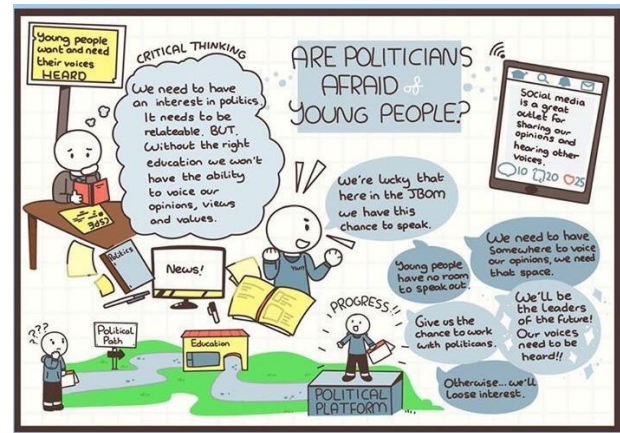 Young people
want and need
their voices
HEARD
CRITICAL THINKING
We need to have
an interest in politics.
It needs to be
relateable. BUT.
Without the right
education we won't
have the ability
to voice our
opinions, views
and values.
ARE POLITICIANS
AFRAID of
YOUNG PEOPLE?
Social media
is a great
outlet for
sharing our
opinions and
hearing other
voices.
10 20 25
CSPE
Politics
News!
We're lucky that
here in the JBOM
we have this
chance to speak.
Young people
have no room
to speak out.
We need to have
Somewhere to voice
our opinions, we need
that space.
Give us the
chance to work
with politicans.
We'll be
the leaders
of the future!
Our voices
need to be
heard!!
Otherwise... we'll
Loose interest.
????
Political
Path
Education
PROGRESS!!
POLITICAL
PLATFORM